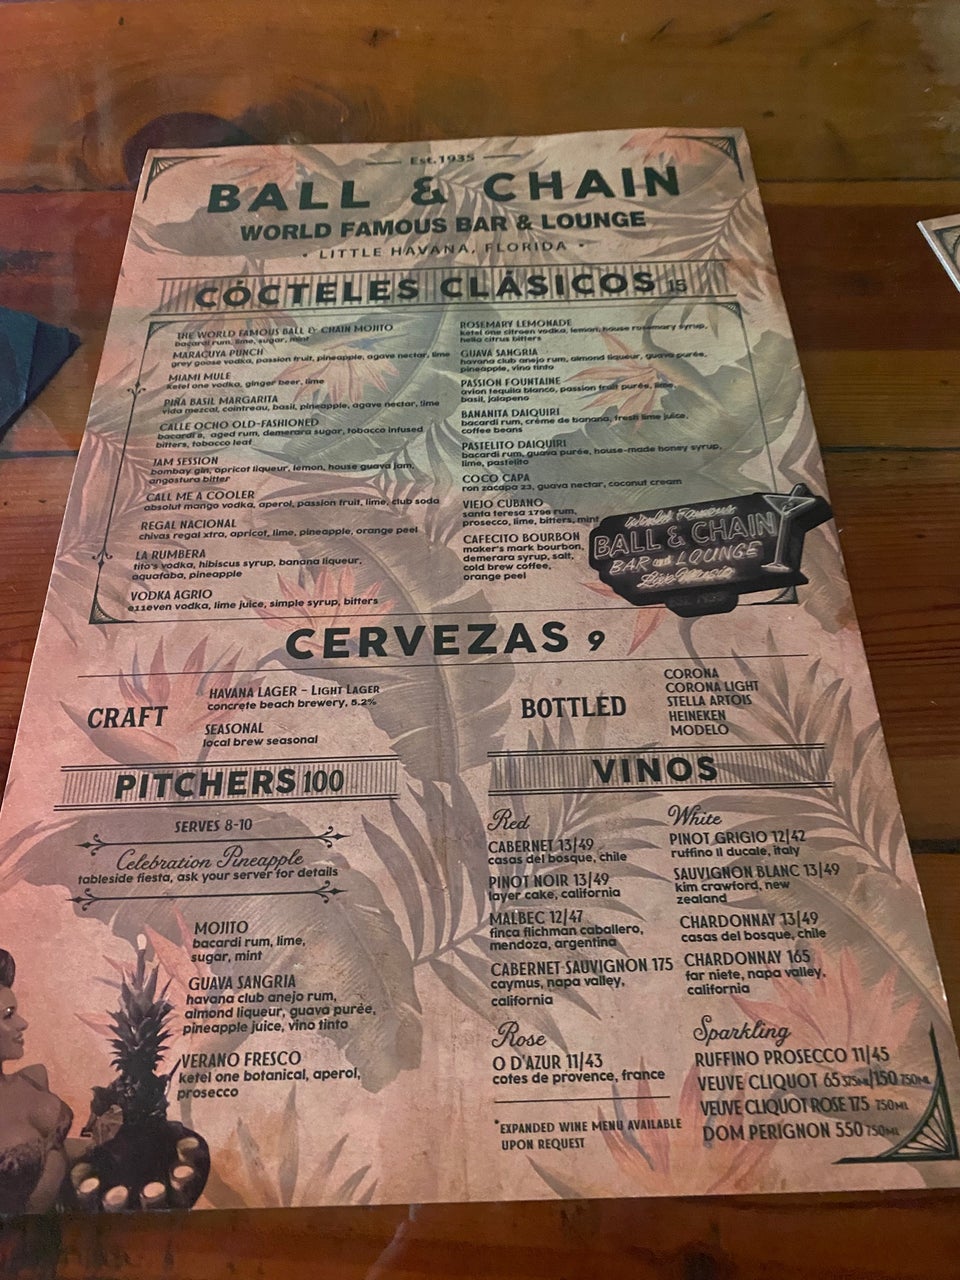 Est. 1935
BALL & CHAIN
WORLD FAMOUS BAR & LOUNGE
• LITTLE HAVANA, FLORIDA •
CÓCTELES CLÁSICOS 15
THE WORLD FAMOUS BALL & CHAIN MOJITO
bacardi rum, lime, sugar, mint
MARACUYA PUNCH
grey goose vodka, passion fruit, pineapple, agave nectar, lime
MIAMI MULE
ketel one vodka, ginger beer, lime
PIÑA BASIL MARGARITA
vida mezcal, cointreau, basil, pineapple, agave nectar, lime
CALLE OCHO OLD-FASHIONED
bacardi 8, aged rum, demerara sugar, tobacco infused
bitters, tobacco leaf
JAM SESSION
bombay gin, apricot liqueur, lemon, house guava jam,
angostura bitter
CALL ME A COOLER
absolut mango vodka, aperol, passion fruit, lime, club soda
REGAL NACIONAL
chivas regal xtra, apricot, lime, pineapple, orange peel
LA RUMBERA
tito's vodka, hibiscus syrup, banana liqueur,
aquafaba, pineapple
VODKA AGRIO
e11even vodka, lime juice, simple syrup, bitters
ROSEMARY LEMONADE
ketel one citroen vodka, lemon, house rosemary syrup,
hella citrus bitters
GUAVA SANGRIA
havana club anejo rum, almond liqueur, guava purée,
pineapple, vino tinto
PASSION FOUNTAINE
avion tequila blanco, passion fruit purée, lime,
basil, jalapeno
BANANITA DAIQUIRI
bacardi rum, crème de banana, fresh lime juice,
coffee beans
PASTELITO DAIQUIRI
bacardi rum, guava purée, house-made honey syrup,
lime, pastelito
COCO CAPA
ron zacapa 23, guava nectar, coconut cream
VIEJO CUBANO
santa teresa 1796 rum,
prosecco, lime, bitters, mint
CAFECITO BOURBON
maker's mark bourbon,
demerara syrup, salt,
cold brew coffee,
orange peel
World Famous
BALL & CHAIN
BAR and LOUNGE
Live Music
EST. 1935
CERVEZAS 9
CRAFT
HAVANA LAGER - LIGHT LAGER
concrete beach brewery, 5.2%
SEASONAL
local brew seasonal
BOTTLED
CORONA
CORONA LIGHT
STELLA ARTOIS
HEINEKEN
MODELO
PITCHERS 100
SERVES 8-10
Celebration Pineapple
tableside fiesta, ask your server for details
MOJITO
bacardi rum, lime,
sugar, mint
GUAVA SANGRIA
havana club anejo rum,
almond liqueur, guava purée,
pineapple juice, vino tinto
VERANO FRESCO
ketel one botanical, aperol,
prosecco
VINOS
Red
CABERNET 13/49
casas del bosque, chile
PINOT NOIR 13/49
layer cake, california
MALBEC 12/47
finca flichman caballero,
mendoza, argentina
CABERNET SAUVIGNON 175
caymus, napa valley,
california
White
PINOT GRIGIO 12/42
ruffino il ducale, italy
SAUVIGNON BLANC 13/49
kim crawford, new
zealand
CHARDONNAY 13/49
casas del bosque, chile
CHARDONNAY 165
far niete, napa valley,
california
Rose
O D'AZUR 11/43
cotes de provence, france
*EXPANDED WINE MENU AVAILABLE
UPON REQUEST
Sparkling
RUFFINO PROSECCO 11/45
VEUVE CLIQUOT 65 375ML/150 750ML
VEUVE CLIQUOT ROSE 175 750ML
DOM PERIGNON 550 750ML